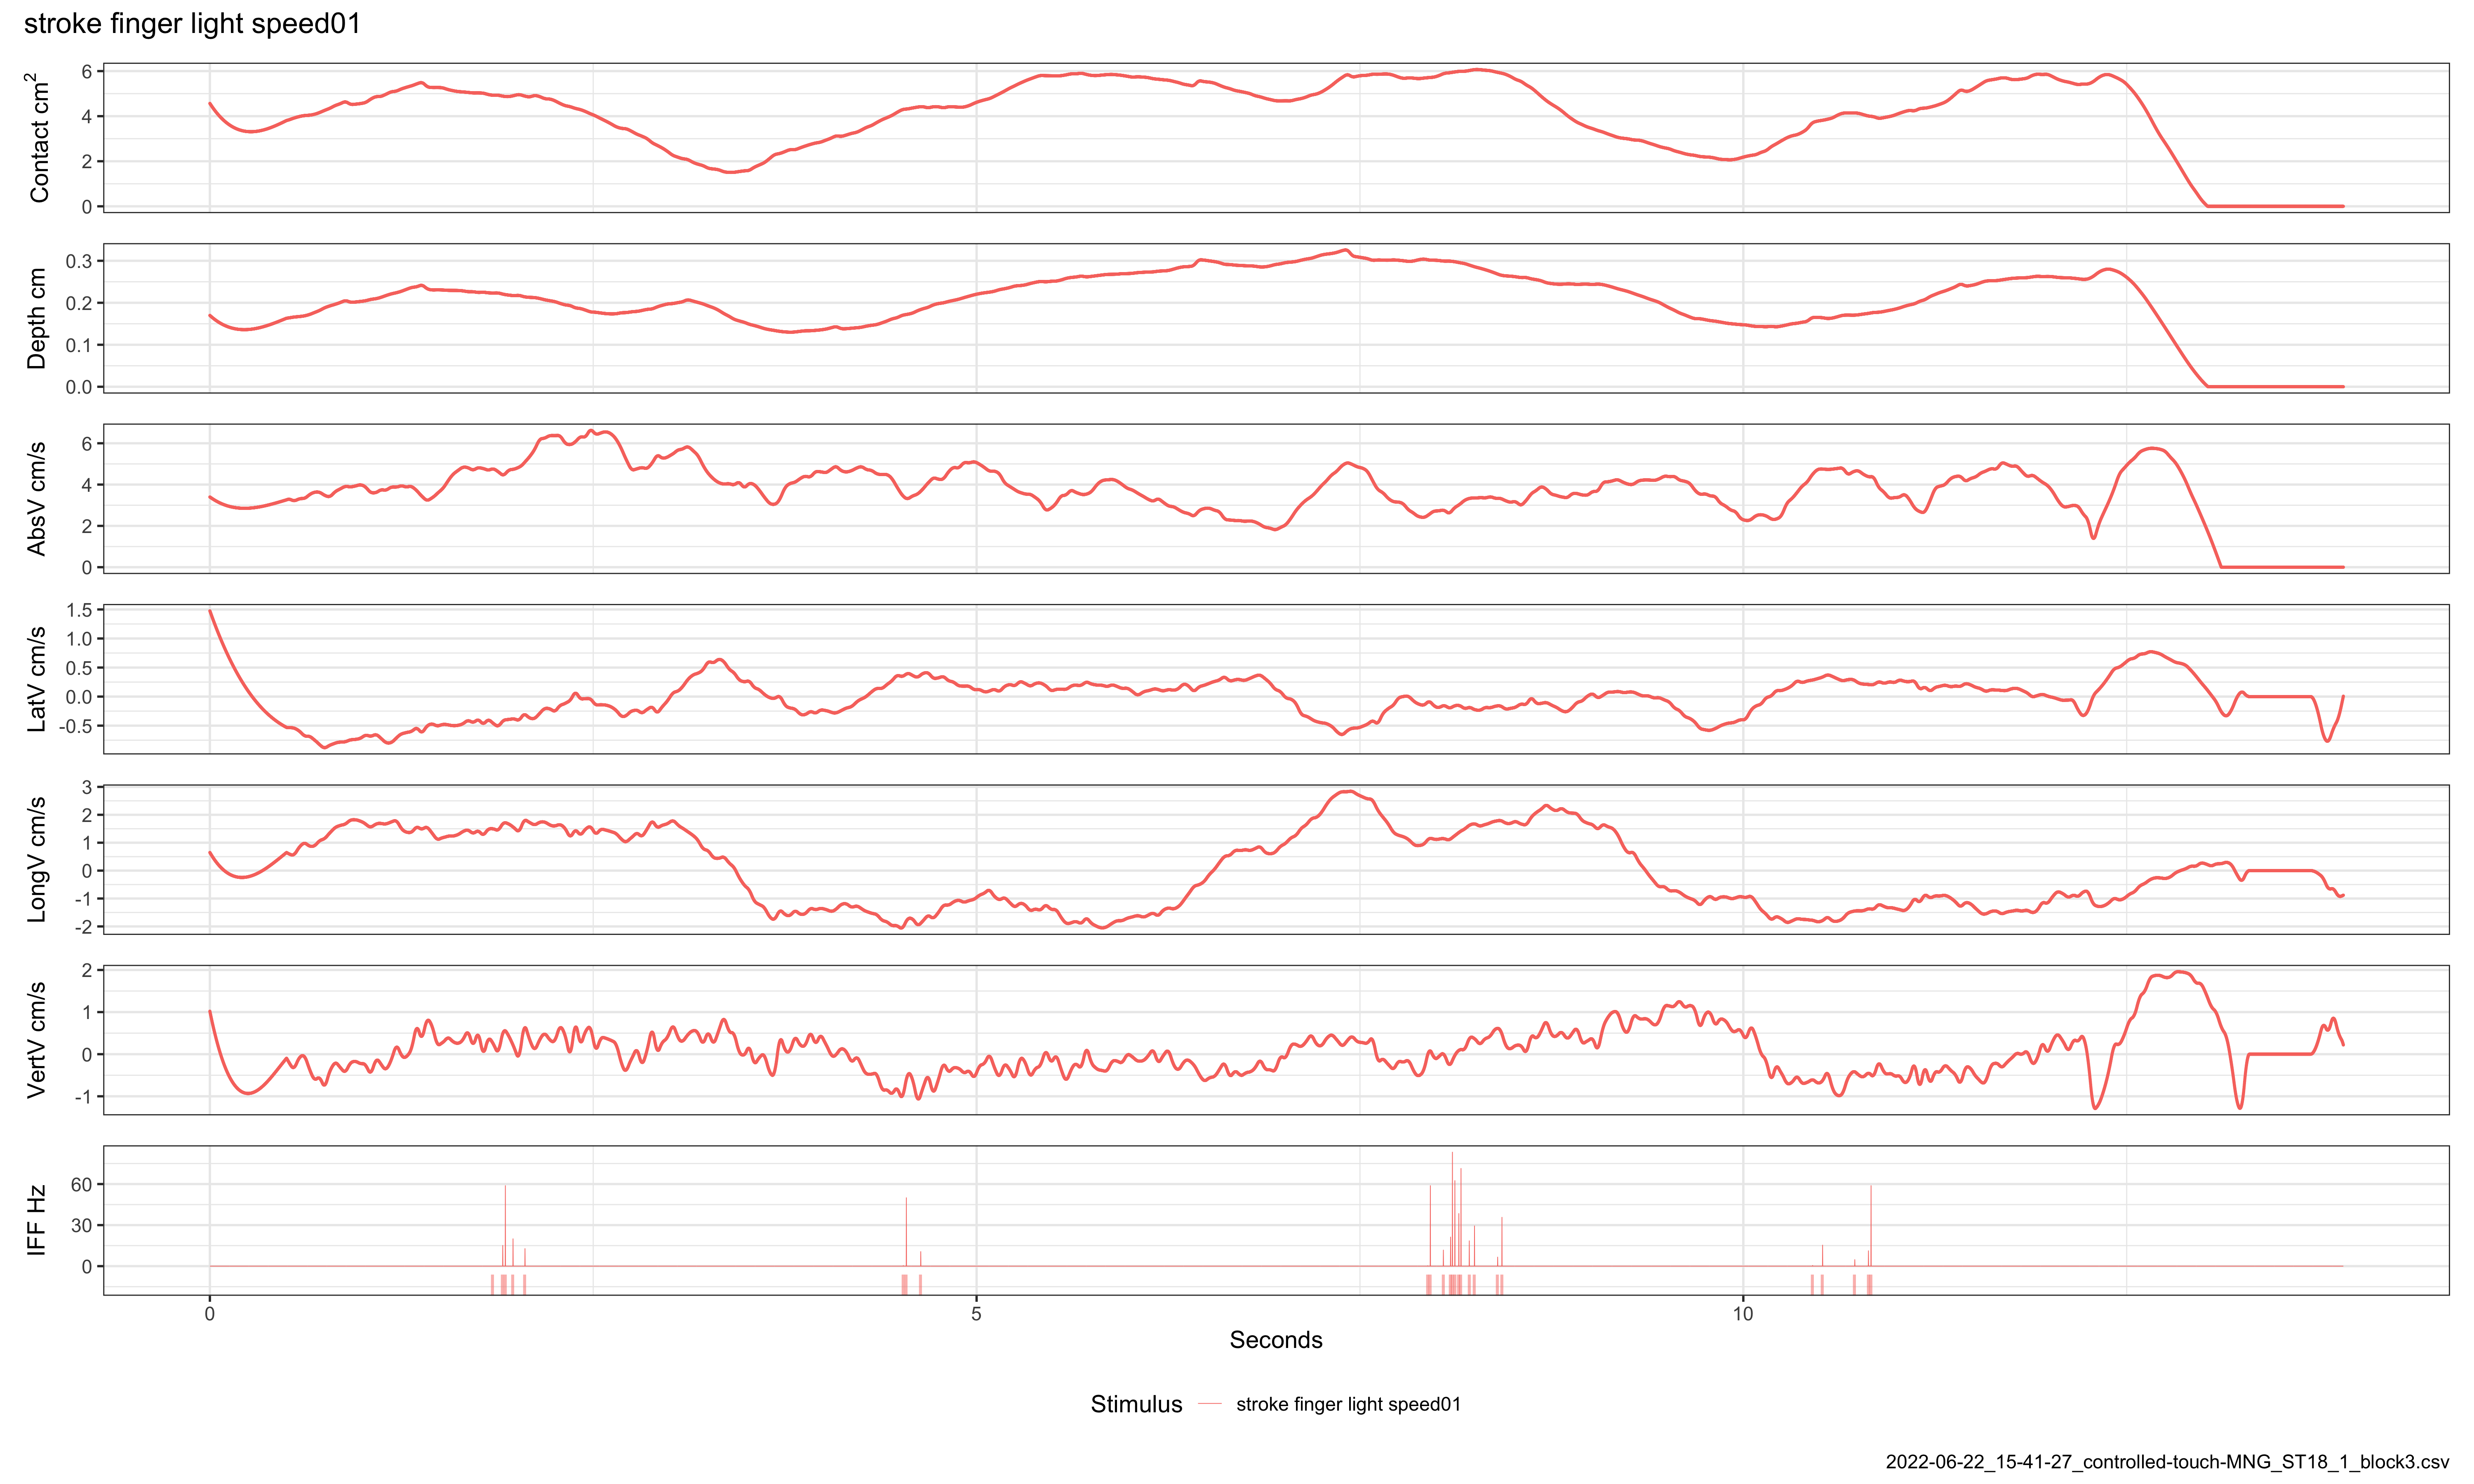 stroke finger light speed01
Contact cm²
6
4
2
0
Depth cm
0.3
0.2
0.1
0.0
AbsV cm/s
6
4
2
0
LatV cm/s
1.5
1.0
0.5
0.0
-0.5
LongV cm/s
3
2
1
0
-1
-2
VertV cm/s
2
1
0
-1
IFF Hz
60
30
0
0 5 10
Seconds
Stimulus stroke finger light speed01
2022-06-22_15-41-27_controlled-touch-MNG_ST18_1_block3.csv